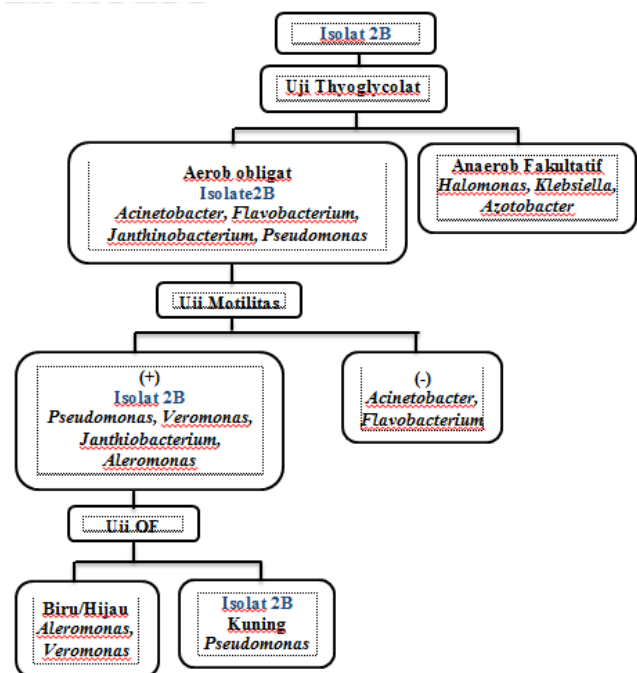 Isolat 2B
Uji Thyoglycolat
Aerob obligat
Isolate2B
Acinetobacter, Flavobacterium,
Janthinobacterium, Pseudomonas
Anaerob Fakultatif
Halomonas, Klebsiella,
Azotobacter
Uji Motilitas
(+)
Isolat 2B
Pseudomonas, Veromonas,
Janthiobacterium,
Aleromonas
(-)
Acinetobacter,
Flavobacterium
Uji OF
Biru/Hijau
Aleromonas,
Veromonas
Isolat 2B
Kuning
Pseudomonas